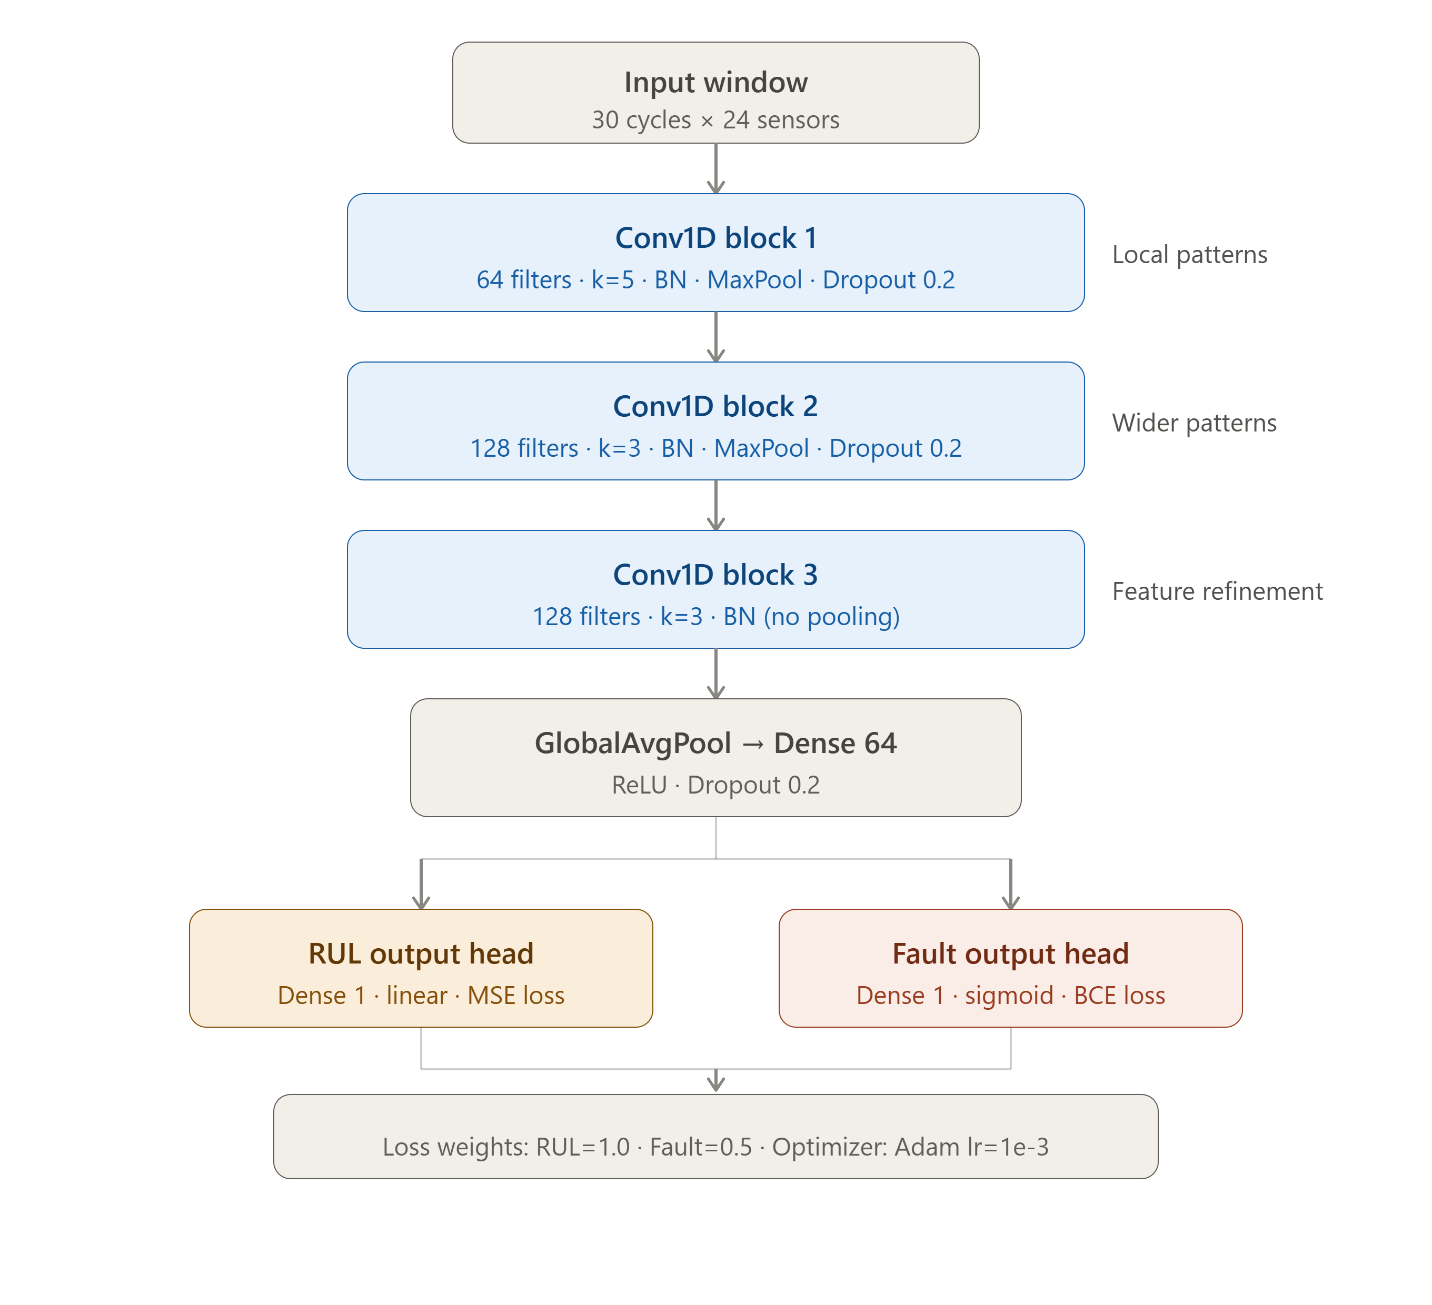 Input window
30 cycles × 24 sensors
Conv1D block 1
64 filters · k=5 · BN · MaxPool · Dropout 0.2
Local patterns
Conv1D block 2
128 filters · k=3 · BN · MaxPool · Dropout 0.2
Wider patterns
Conv1D block 3
128 filters · k=3 · BN (no pooling)
Feature refinement
GlobalAvgPool → Dense 64
ReLU · Dropout 0.2
RUL output head
Dense 1 · linear · MSE loss
Fault output head
Dense 1 · sigmoid · BCE loss
Loss weights: RUL=1.0 · Fault=0.5 · Optimizer: Adam lr=1e-3